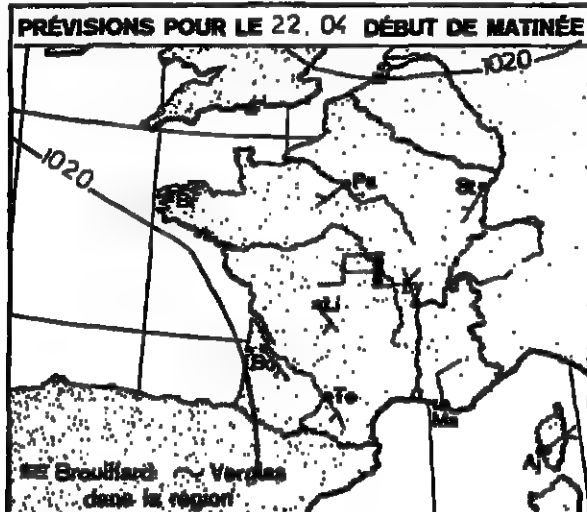 PRÉVISIONS POUR LE 22.04 DÉBUT DE MATINÉE
1020
1020
Pa
St
Br
Li
Ly
Bo
To
Ma
Aj
Brouillard Verglas
dans la région